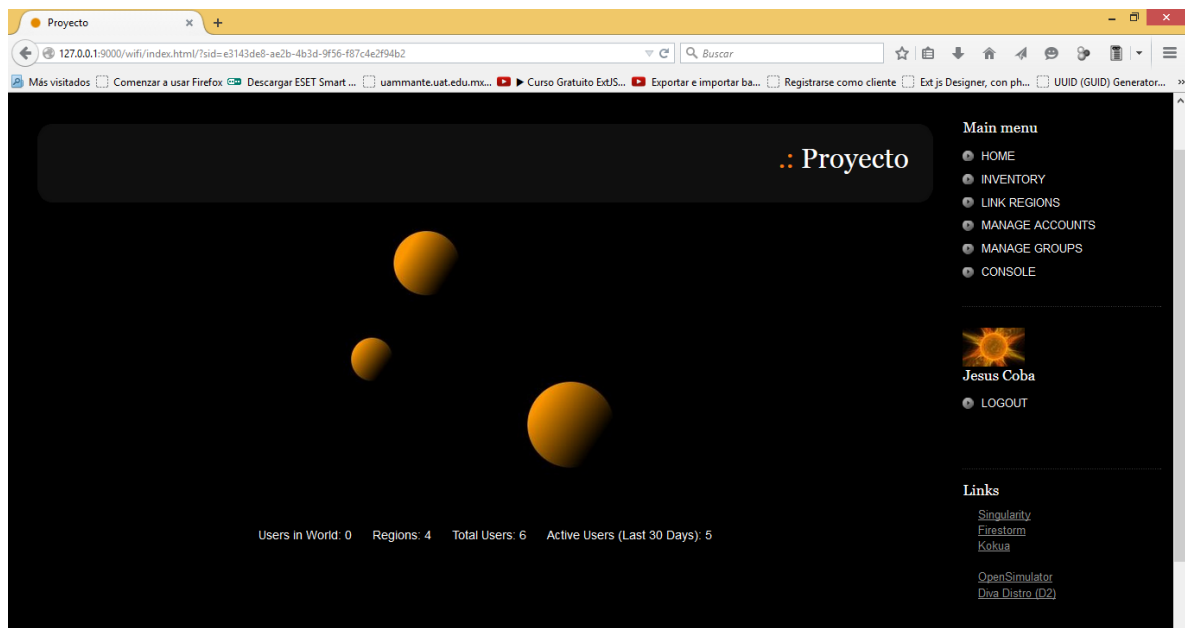 Proyecto
127.0.0.1:9000/wifi/index.html/?sid=e3143de8-ae2b-4b3d-9f56-f87c4e2f94b2
Buscar
Más visitados Comenzar a usar Firefox Descargar ESET Smart ... uammante.uat.edu.mx... ► Curso Gratuito ExtJS... Exportar e importar ba... Registrarse como cliente Ext js Designer, con ph... UUID (GUID) Generator...
.: Proyecto
Main menu
HOME
INVENTORY
LINK REGIONS
MANAGE ACCOUNTS
MANAGE GROUPS
CONSOLE
Jesus Coba
LOGOUT
Links
Singularity
Firestorm
Kokua
OpenSimulator
Diva Distro (D2)
Users in World: 0 Regions: 4 Total Users: 6 Active Users (Last 30 Days): 5